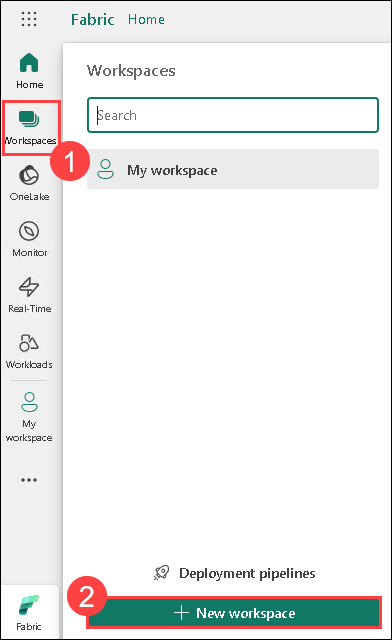 Fabric Home
Home
Workspaces
1
OneLake
Monitor
Real-Time
Workloads
My
workspace
Fabric
Workspaces
Search
My workspace
Deployment pipelines
2
+ New workspace